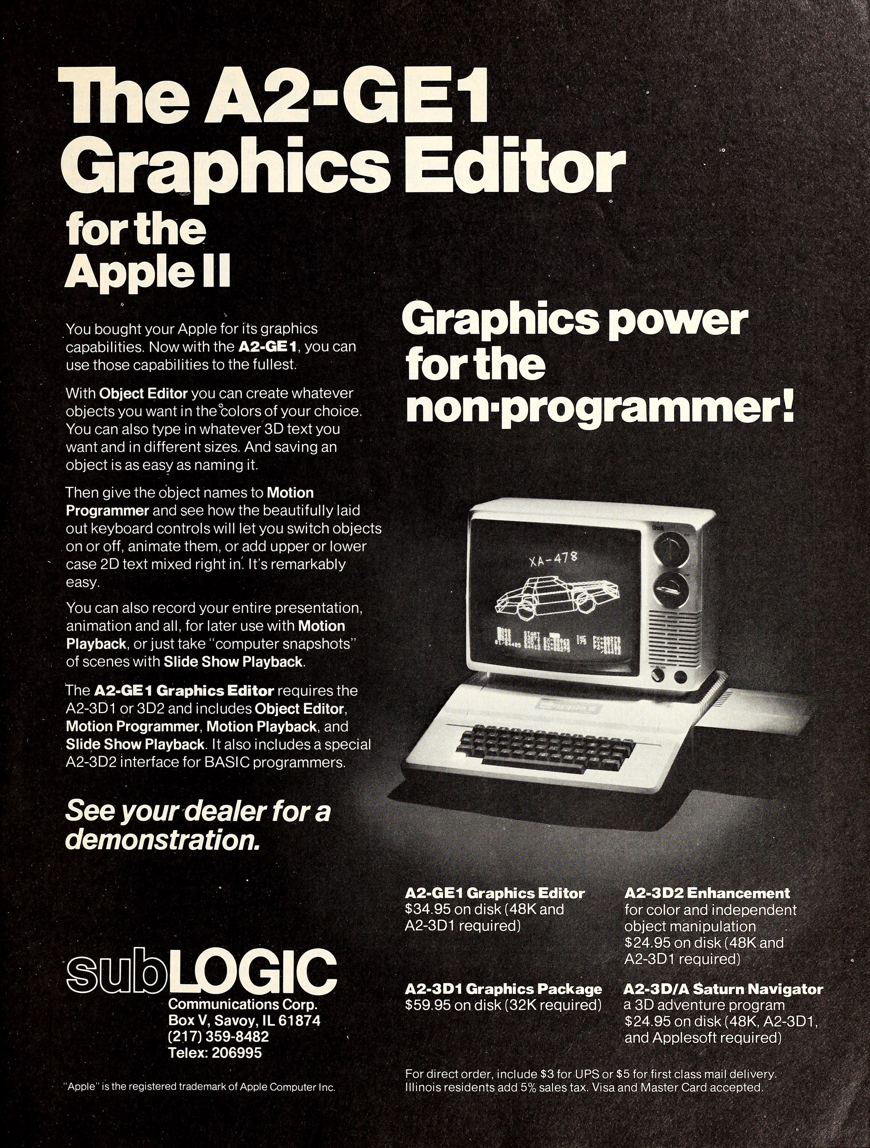 The A2-GE1
Graphics Editor
for the
Apple II
You bought your Apple for its graphics
capabilities. Now with the A2-GE1, you can
use those capabilities to the fullest.
With Object Editor you can create whatever
objects you want in the colors of your choice.
You can also type in whatever 3D text you
want and in different sizes. And saving an
object is as easy as naming it.
Then give the object names to Motion
Programmer and see how the beautifully laid
out keyboard controls will let you switch objects
on or off, animate them, or add upper or lower
case 2D text mixed right in. It's remarkably
easy.
You can also record your entire presentation,
animation and all, for later use with Motion
Playback, or just take "computer snapshots"
of scenes with Slide Show Playback.
The A2-GE1 Graphics Editor requires the
A2-3D1 or 3D2 and includes Object Editor,
Motion Programmer, Motion Playback, and
Slide Show Playback. It also includes a special
A2-3D2 interface for BASIC programmers.
See your dealer for a
demonstration.
subLOGIC
Communications Corp.
Box V, Savoy, IL 61874
(217) 359-8482
Telex: 206995
"Apple" is the registered trademark of Apple Computer Inc.
Graphics power
for the
non-programmer!
XA-478
A2-GE1 Graphics Editor
$34.95 on disk (48K and
A2-3D1 required)
A2-3D2 Enhancement
for color and independent
object manipulation
$24.95 on disk (48K and
A2-3D1 required)
A2-3D1 Graphics Package
$59.95 on disk (32K required)
A2-3D/A Saturn Navigator
a 3D adventure program
$24.95 on disk (48K, A2-3D1,
and Applesoft required)
For direct order, include $3 for UPS or $5 for first class mail delivery.
Illinois residents add 5% sales tax. Visa and Master Card accepted.